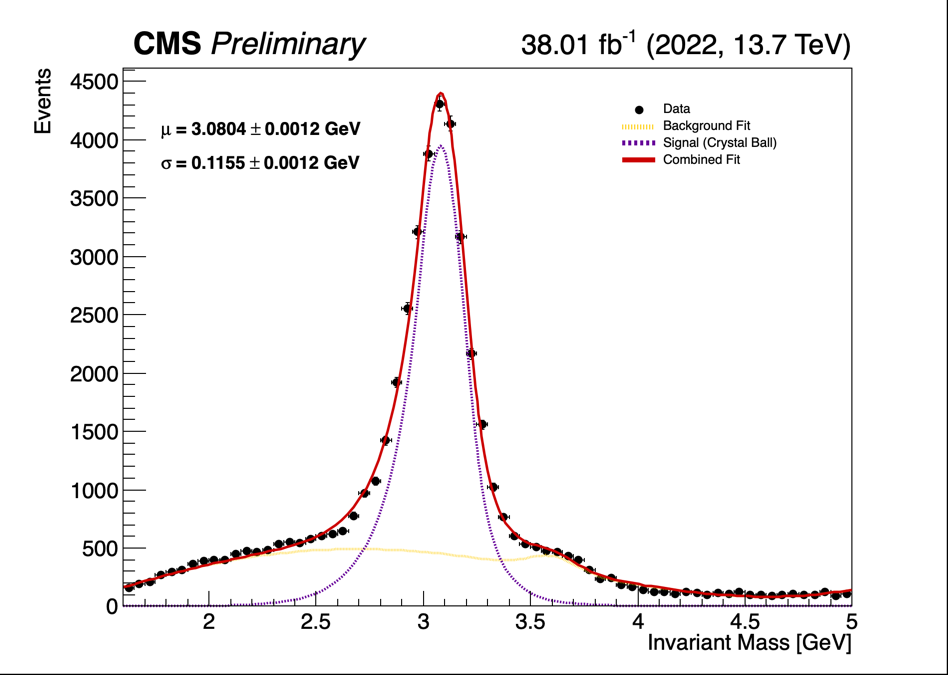 CMS Preliminary 38.01 fb⁻¹ (2022, 13.7 TeV)
Events
4500
4000
3500
3000
2500
2000
1500
1000
500
0
μ = 3.0804 ± 0.0012 GeV
σ = 0.1155 ± 0.0012 GeV
Data
Background Fit
Signal (Crystal Ball)
Combined Fit
2 2.5 3 3.5 4 4.5 5
Invariant Mass [GeV]